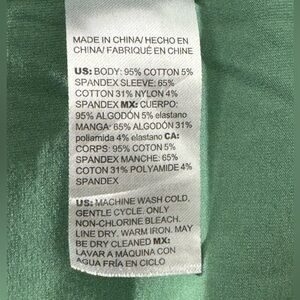 MADE IN CHINA/ HECHO EN
CHINA/ FABRIQUÉ EN CHINE
US: BODY: 95% COTTON 5%
SPANDEX SLEEVE: 65%
COTTON 31% NYLON 4%
SPANDEX MX: CUERPO:
95% ALGODÓN 5% elastano
MANGA: 65% ALGODÓN 31%
poliamida 4% elastano CA:
CORPS: 95% COTON 5%
SPANDEX MANCHE: 65%
COTON 31% POLYAMIDE 4%
SPANDEX
US: MACHINE WASH COLD,
GENTLE CYCLE. ONLY
NON-CHLORINE BLEACH.
LINE DRY. WARM IRON. MAY
BE DRY CLEANED MX:
LAVAR A MÁQUINA CON
AGUA FRÍA EN CICLO